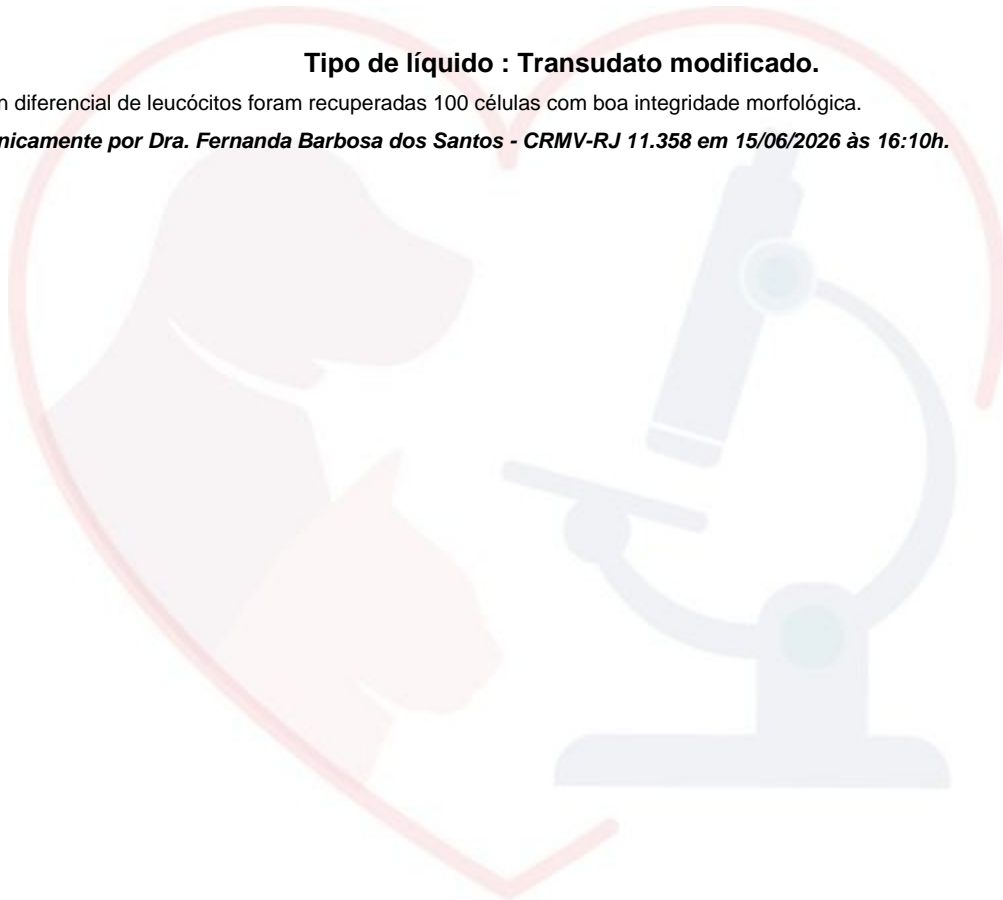 Tipo de líquido : Transudato modificado.
diferencial de leucócitos foram recuperadas 100 células com boa integridade morfológica.
por Dra. Fernanda Barbosa dos Santos - CRMV-RJ 11.358 em 15/06/2026 às 16:10h.